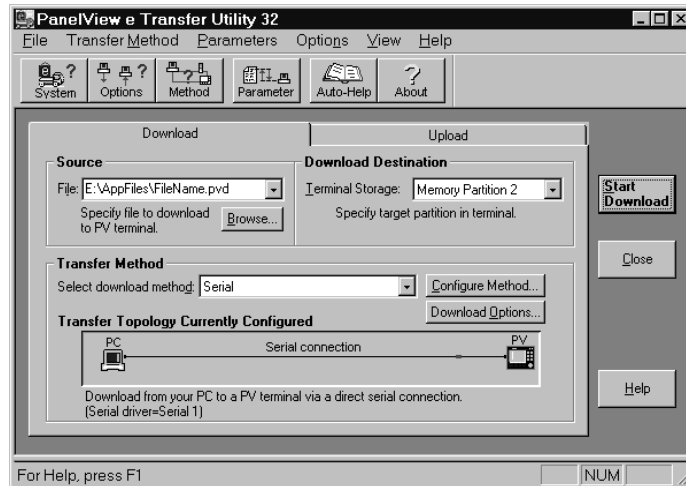 PanelView e Transfer Utility 32
File Transfer Method Parameters Options View Help
System Options Method Parameter Auto-Help About
Download Upload
Source
File: E:\AppFiles\FileName.pvd
Specify file to download
to PV terminal.
Browse...
Download Destination
Terminal Storage: Memory Partition 2
Specify target partition in terminal.
Start
Download
Close
Transfer Method
Select download method: Serial
Configure Method...
Download Options...
Transfer Topology Currently Configured
PC Serial connection PV
Download from your PC to a PV terminal via a direct serial connection.
(Serial driver=Serial 1)
Help
For Help, press F1 NUM